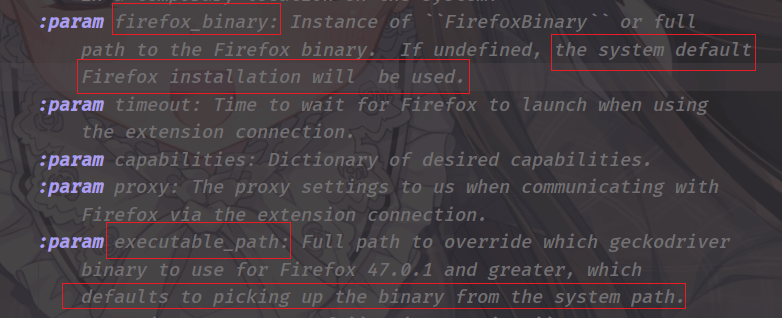 :param firefox_binary: Instance of ``FirefoxBinary`` or full
path to the Firefox binary.  If undefined, the system default
Firefox installation will  be used.
:param timeout: Time to wait for Firefox to launch when using
the extension connection.
:param capabilities: Dictionary of desired capabilities.
:param proxy: The proxy settings to us when communicating with
Firefox via the extension connection.
:param executable_path: Full path to override which geckodriver
binary to use for Firefox 47.0.1 and greater, which
defaults to picking up the binary from the system path.